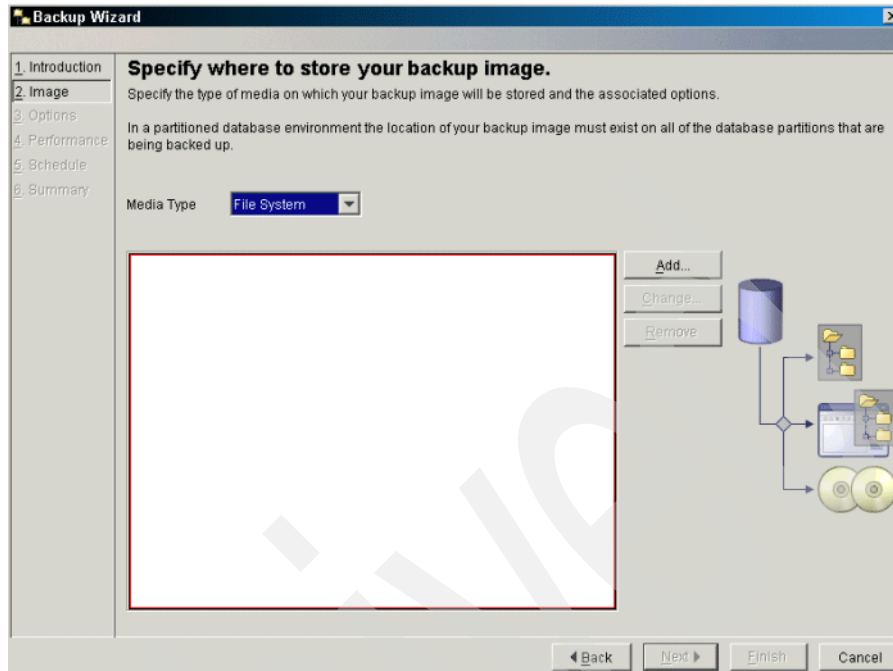 Backup Wizard
1. Introduction
2. Image
3. Options
4. Performance
5. Schedule
6. Summary
Specify where to store your backup image.
Specify the type of media on which your backup image will be stored and the associated options.
In a partitioned database environment the location of your backup image must exist on all of the database partitions that are
being backed up.
Media Type File System
Add...
Change...
Remove
Back Next Finish Cancel